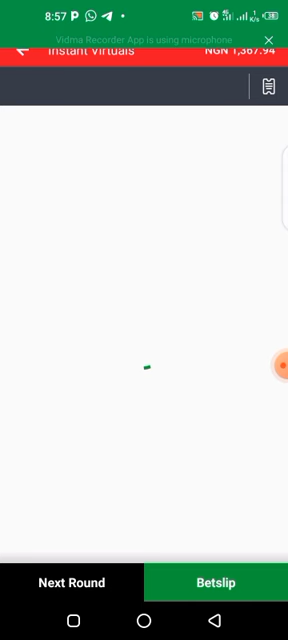 8:57
Vidma Recorder App is using microphone
Instant Virtuals
NGN 1,367.94
Next Round
Betslip